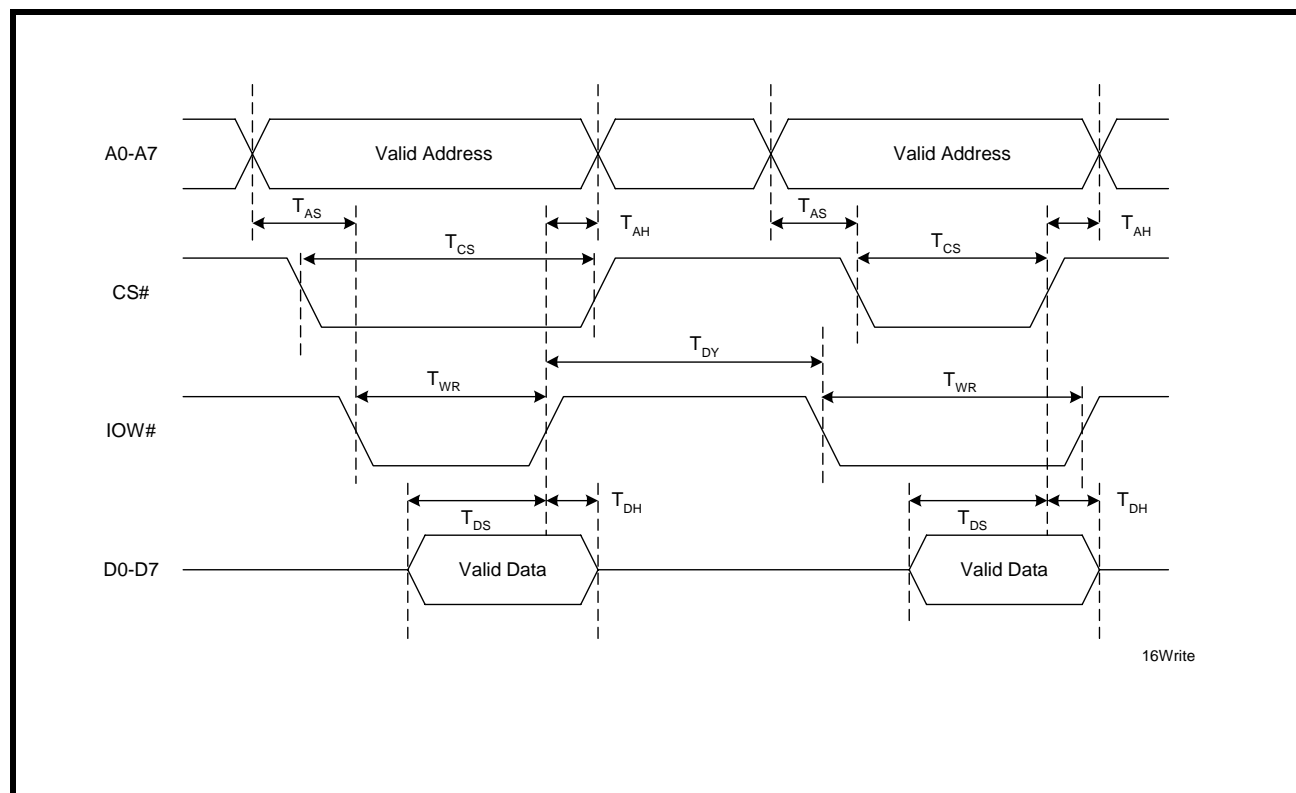 A0-A7
Valid Address
Valid Address
TAS
TAH
TAS
TAH
TCS
TCS
CS#
TDY
TWR
TWR
IOW#
TDS
TDH
TDS
TDH
D0-D7
Valid Data
Valid Data
16Write